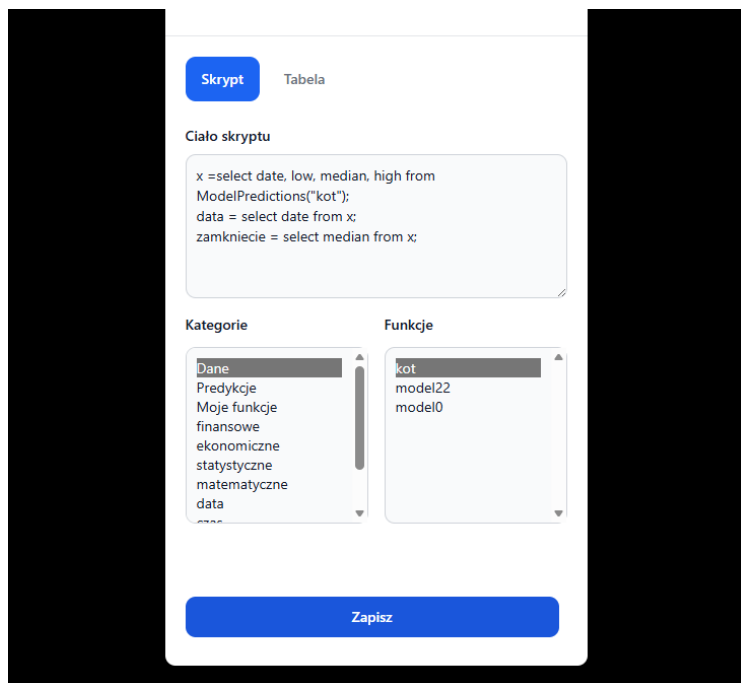 Skrypt
Tabela
Ciało skryptu
x =select date, low, median, high from
ModelPredictions("kot");
data = select date from x;
zamkniecie = select median from x;
Kategorie
Funkcje
Dane
Predykcje
Moje funkcje
finansowe
ekonomiczne
statystyczne
matematyczne
data
kot
model22
model0
Zapisz